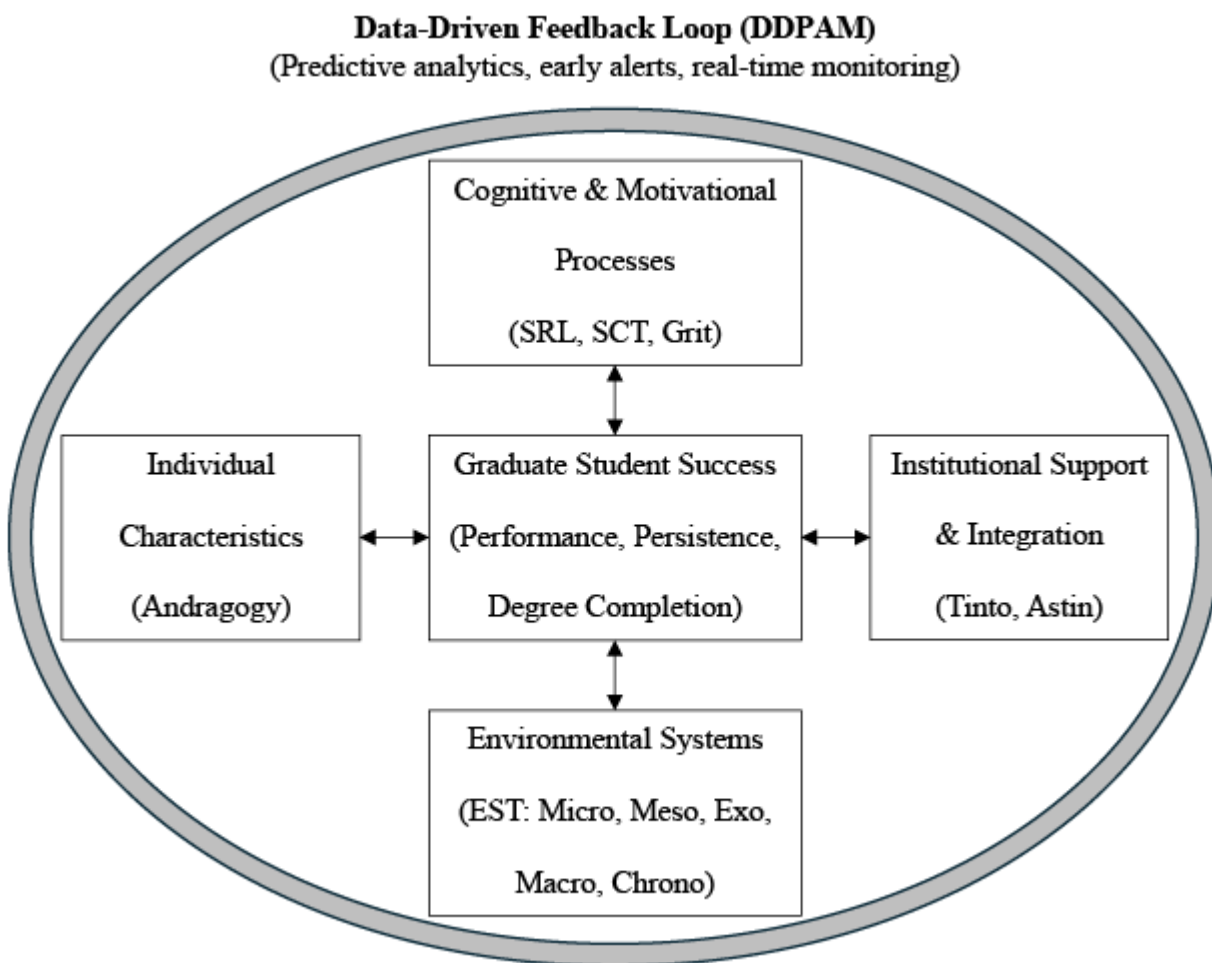 Data-Driven Feedback Loop (DDPAM)
(Predictive analytics, early alerts, real-time monitoring)
Cognitive & Motivational
Processes
(SRL, SCT, Grit)
Individual
Characteristics
(Andragogy)
Graduate Student Success
(Performance, Persistence,
Degree Completion)
Institutional Support
& Integration
(Tinto, Astin)
Environmental Systems
(EST: Micro, Meso, Exo,
Macro, Chrono)